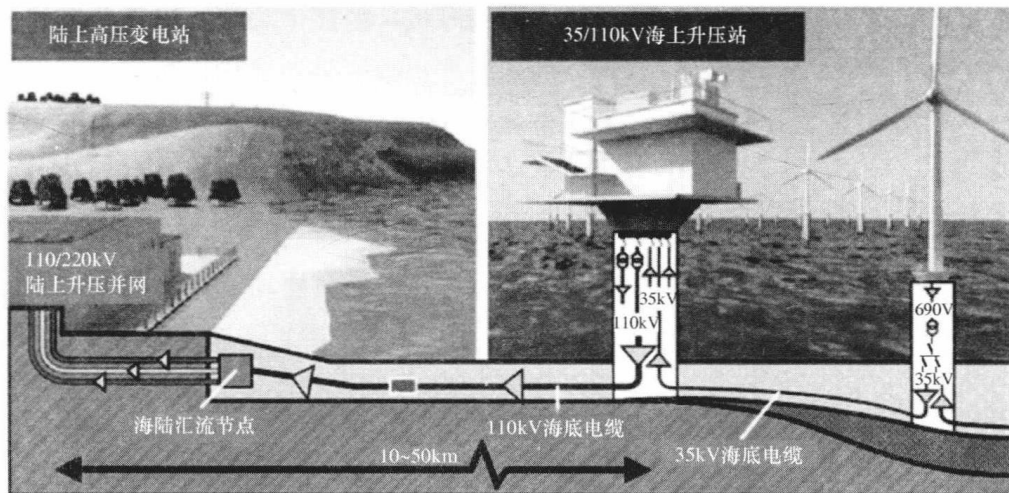 陆上高压变电站
35/110kV海上升压站
110/220kV
陆上升压并网
35kV
110kV
690V
35kV
海陆汇流节点
110kV海底电缆
35kV海底电缆
10~50km